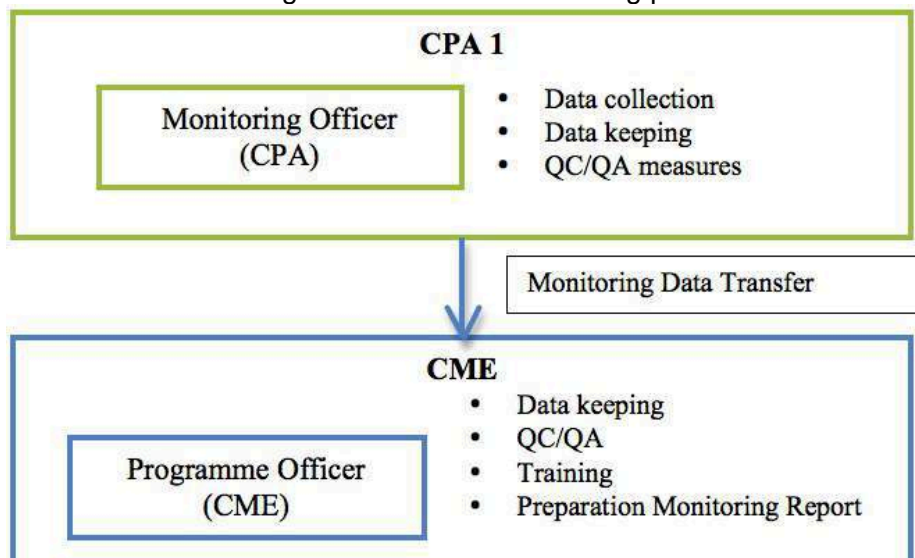 CPA 1
Monitoring Officer
(CPA)
• Data collection
• Data keeping
• QC/QA measures
Monitoring Data Transfer
CME
Programme Officer
(CME)
• Data keeping
• QC/QA
• Training
• Preparation Monitoring Report